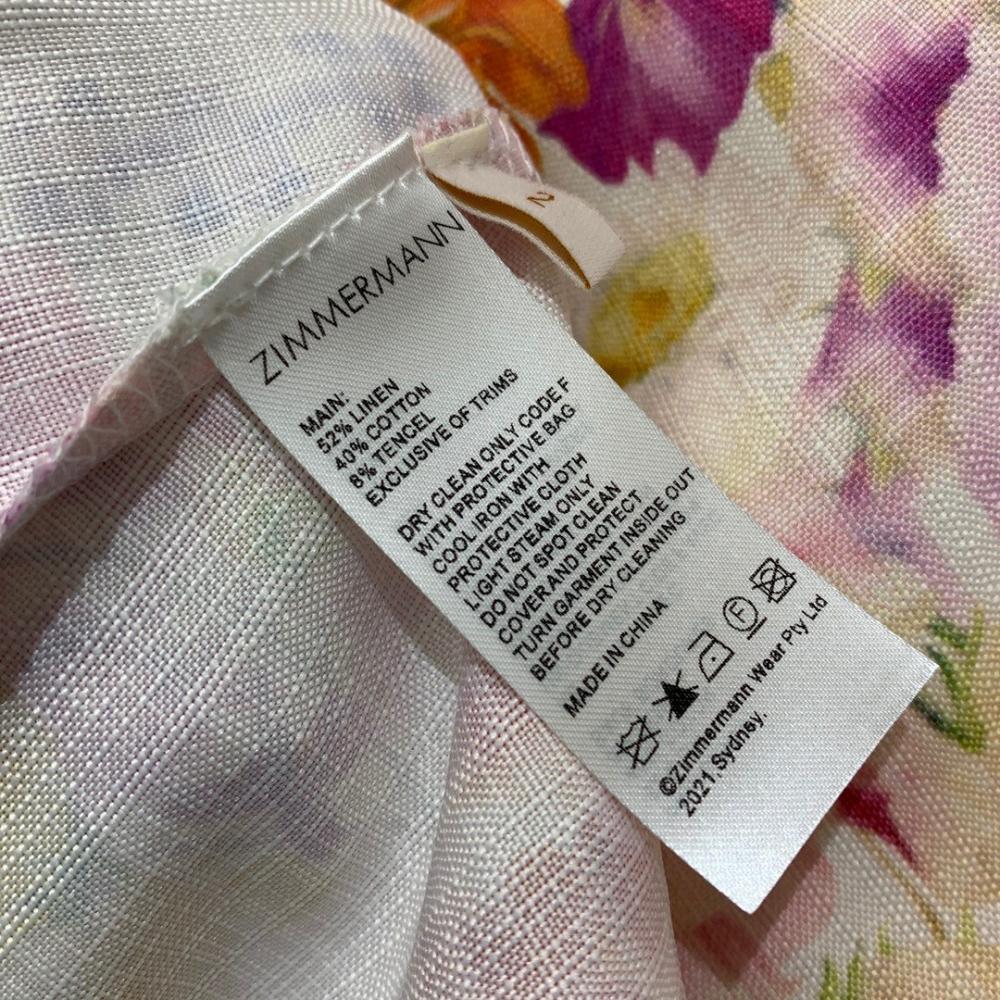 2
ZIMMERMANN
MAIN:
52% LINEN
40% COTTON
8% TENCEL
EXCLUSIVE OF TRIMS
DRY CLEAN ONLY CODE F
WITH PROTECTIVE BAG
COOL IRON WITH
PROTECTIVE CLOTH
LIGHT STEAM ONLY
DO NOT SPOT CLEAN
COVER AND PROTECT
TURN GARMENT INSIDE OUT
BEFORE DRY CLEANING
MADE IN CHINA
F
©Zimmermann Wear Pty Ltd
2021.Sydney.